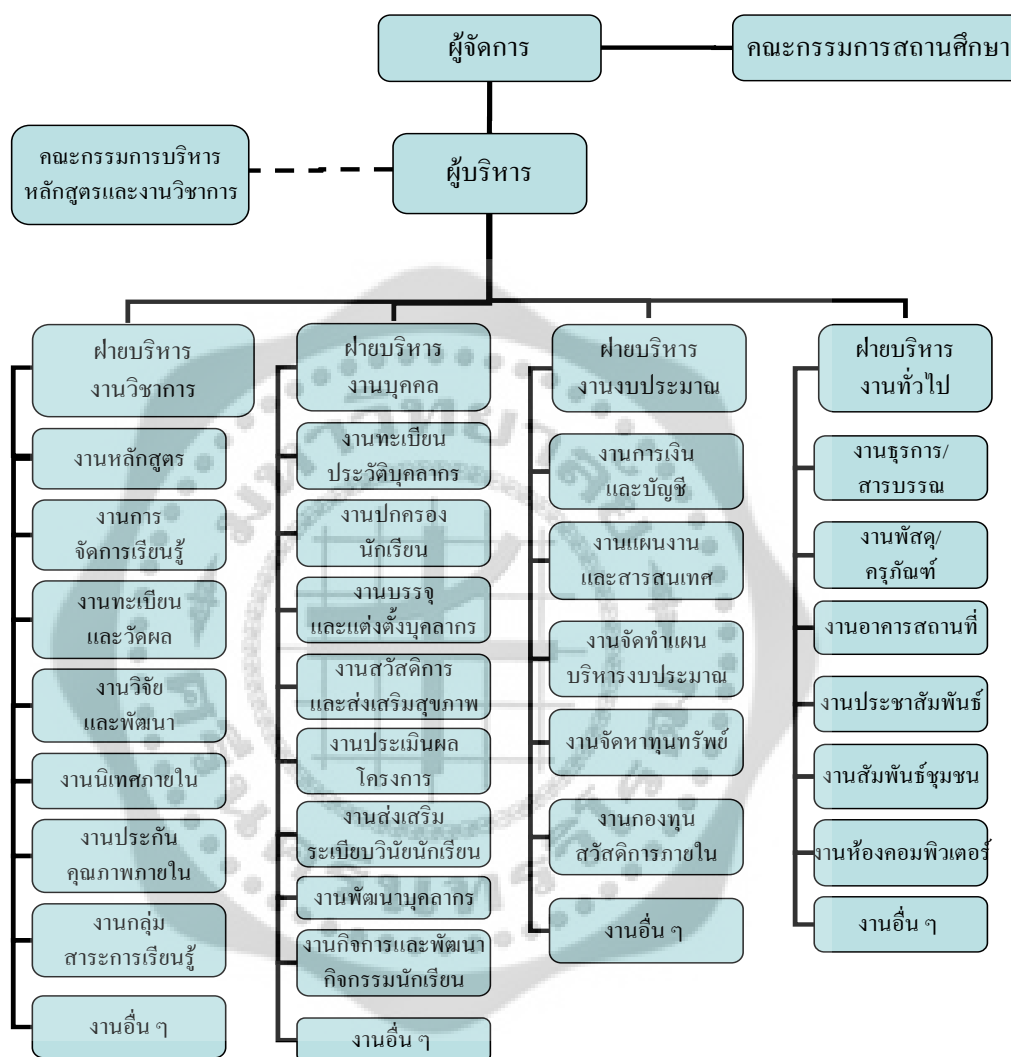 ผู้จัดการ
คณะกรรมการสถานศึกษา
คณะกรรมการบริหาร
หลักสูตรและงานวิชาการ
ผู้บริหาร
ฝ่ายบริหาร
งานวิชาการ
งานหลักสูตร
งานการ
จัดการเรียนรู้
งานทะเบียน
และวัดผล
งานวิจัย
และพัฒนา
งานนิเทศภายใน
งานประกัน
คุณภาพภายใน
งานกลุ่ม
สาระการเรียนรู้
งานอื่น ๆ
ฝ่ายบริหาร
งานบุคคล
งานทะเบียน
ประวัติบุคลากร
งานปกครอง
นักเรียน
งานบรรจุ
และแต่งตั้งบุคลากร
งานสวัสดิการ
และส่งเสริมสุขภาพ
งานประเมินผล
โครงการ
งานส่งเสริม
ระเบียบวินัยนักเรียน
งานพัฒนาบุคลากร
งานกิจการและพัฒนา
กิจกรรมนักเรียน
งานอื่น ๆ
ฝ่ายบริหาร
งานงบประมาณ
งานการเงิน
และบัญชี
งานแผนงาน
และสารสนเทศ
งานจัดทำแผน
บริหารงบประมาณ
งานจัดหาทุนทรัพย์
งานกองทุน
สวัสดิการภายใน
งานอื่น ๆ
ฝ่ายบริหาร
งานทั่วไป
งานธุรการ/
สารบรรณ
งานพัสดุ/
ครุภัณฑ์
งานอาคารสถานที่
งานประชาสัมพันธ์
งานสัมพันธ์ชุมชน
งานห้องคอมพิวเตอร์
งานอื่น ๆ